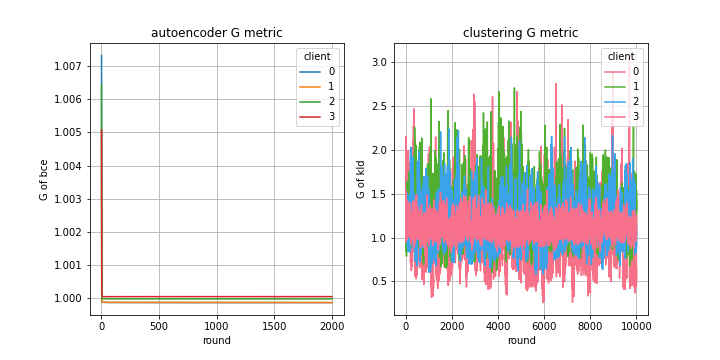 autoencoder G metric
G of bce
1.007
1.006
1.005
1.004
1.003
1.002
1.001
1.000
client
0
1
2
3
0 500 1000 1500 2000
round
clustering G metric
G of kld
3.0
2.5
2.0
1.5
1.0
0.5
client
0
1
2
3
0 2000 4000 6000 8000 10000
round